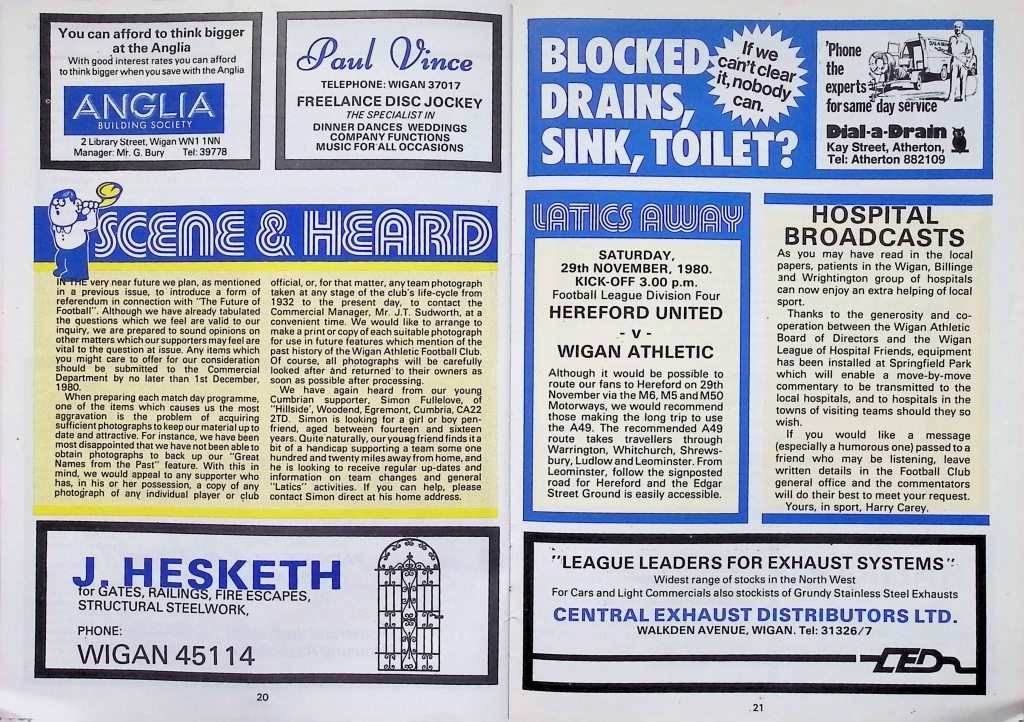 You can afford to think bigger
at the Anglia
With good interest rates you can afford
to think bigger when you save with the Anglia
ANGLIA
BUILDING SOCIETY
2 Library Street, Wigan WN1 1NN
Manager: Mr. G. Bury Tel: 39778
Paul Vince
TELEPHONE: WIGAN 37017
FREELANCE DISC JOCKEY
THE SPECIALIST IN
DINNER DANCES WEDDINGS
COMPANY FUNCTIONS
MUSIC FOR ALL OCCASIONS
SCENE & HEARD
IN THE very near future we plan, as mentioned
in a previous issue, to introduce a form of
referendum in connection with "The Future of
Football". Although we have already tabulated
the questions which we feel are valid to our
inquiry, we are prepared to sound opinions on
other matters which our supporters may feel are
vital to the question at issue. Any items which
you might care to offer for our consideration
should be submitted to the Commercial
Department by no later than 1st December,
1980.
When preparing each match day programme,
one of the items which causes us the most
aggravation is the problem of acquiring
sufficient photographs to keep our material up to
date and attractive. For instance, we have been
most disappointed that we have not been able to
obtain photographs to back up our "Great
Names from the Past" feature. With this in
mind, we would appeal to any supporter who
has, in his or her possession, a copy of any
photograph of any individual player or club
official, or, for that matter, any team photograph
taken at any stage of the club's life-cycle from
1932 to the present day, to contact the
Commercial Manager, Mr. J.T. Sudworth, at a
convenient time. We would like to arrange to
make a print or copy of each suitable photograph
for use in future features which mention of the
past history of the Wigan Athletic Football Club.
Of course, all photographs will be carefully
looked after and returned to their owners as
soon as possible after processing.
We have again heard from our young
Cumbrian supporter, Simon Fullelove, of
"Hillside', Woodend, Egremont, Cumbria, CA22
2TD. Simon is looking for a girl or boy pen-
friend, aged between fourteen and sixteen
years. Quite naturally, our young friend finds it a
bit of a handicap supporting a team some one
hundred and twenty miles away from home, and
he is looking to receive regular up-dates and
information on team changes and general
"Latics" activities. If you can help, please
contact Simon direct at his home address.
J. HESKETH
for GATES, RAILINGS, FIRE ESCAPES,
STRUCTURAL STEELWORK,
PHONE:
WIGAN 45114
20
BLOCKED
DRAINS,
SINK, TOILET?
If we
can't clear
it, nobody
can.
'Phone
the
experts
for same day service
Dial-a-Drain
Kay Street, Atherton,
Tel: Atherton 882109
LATICS AWAY
SATURDAY,
29th NOVEMBER, 1980.
KICK-OFF 3.00 p.m.
Football League Division Four
HEREFORD UNITED
- v -
WIGAN ATHLETIC
Although it would be possible to
route our fans to Hereford on 29th
November via the M6, M5 and M50
Motorways, we would recommend
those making the long trip to use
the A49. The recommended A49
route takes travellers through
Warrington, Whitchurch, Shrews-
bury, Ludlow and Leominster. From
Leominster, follow the signposted
road for Hereford and the Edgar
Street Ground is easily accessible.
HOSPITAL
BROADCASTS
As you may have read in the local
papers, patients in the Wigan, Billinge
and Wrightington group of hospitals
can now enjoy an extra helping of local
sport.
Thanks to the generosity and co-
operation between the Wigan Athletic
Board of Directors and the Wigan
League of Hospital Friends, equipment
has been installed at Springfield Park
which will enable a move-by-move
commentary to be transmitted to the
local hospitals, and to hospitals in the
towns of visiting teams should they so
wish.
If you would like a message
(especially a humorous one) passed to a
friend who may be listening, leave
written details in the Football Club
general office and the commentators
will do their best to meet your request.
Yours, in sport, Harry Carey.
"LEAGUE LEADERS FOR EXHAUST SYSTEMS"
Widest range of stocks in the North West
For Cars and Light Commercials also stockists of Grundy Stainless Steel Exhausts
CENTRAL EXHAUST DISTRIBUTORS LTD.
WALKDEN AVENUE, WIGAN. Tel: 31326/7
CED
21